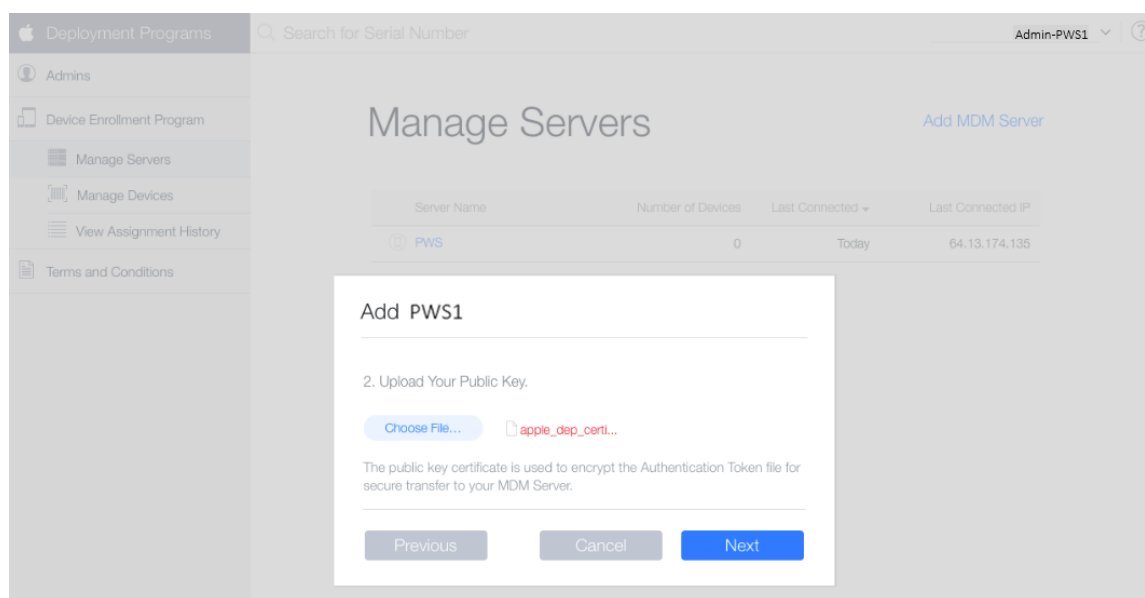 Deployment Programs
Search for Serial Number
Admin-PWS1
?
Admins
Device Enrollment Program
Manage Servers
Manage Devices
View Assignment History
Terms and Conditions
Manage Servers
Add MDM Server
Server Name Number of Devices Last Connected Last Connected IP
PWS 0 Today 64.13.174.135
Add PWS1
2. Upload Your Public Key.
Choose File... apple_dep_certi...
The public key certificate is used to encrypt the Authentication Token file for
secure transfer to your MDM Server.
Previous Cancel Next